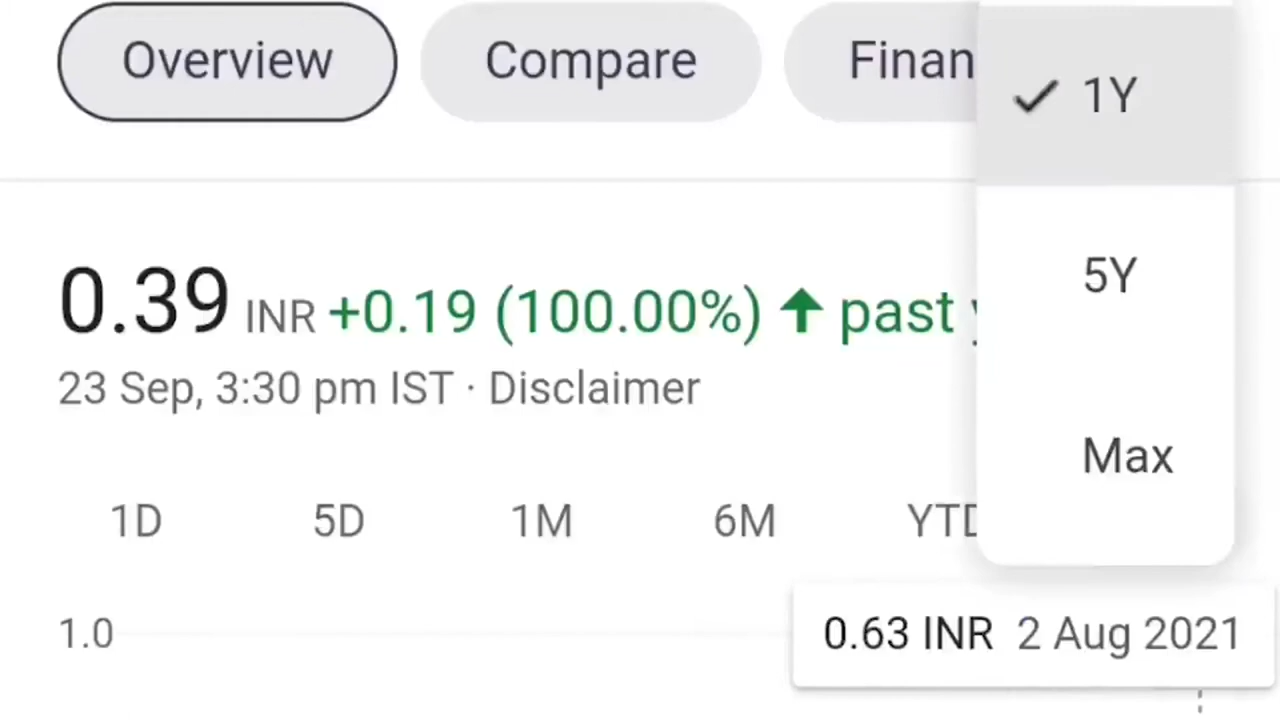 Overview Compare Finan
1Y
5Y
Max
0.39 INR +0.19 (100.00%) ↑ past
23 Sep, 3:30 pm IST · Disclaimer
1D 5D 1M 6M YTD
1.0
0.63 INR 2 Aug 2021